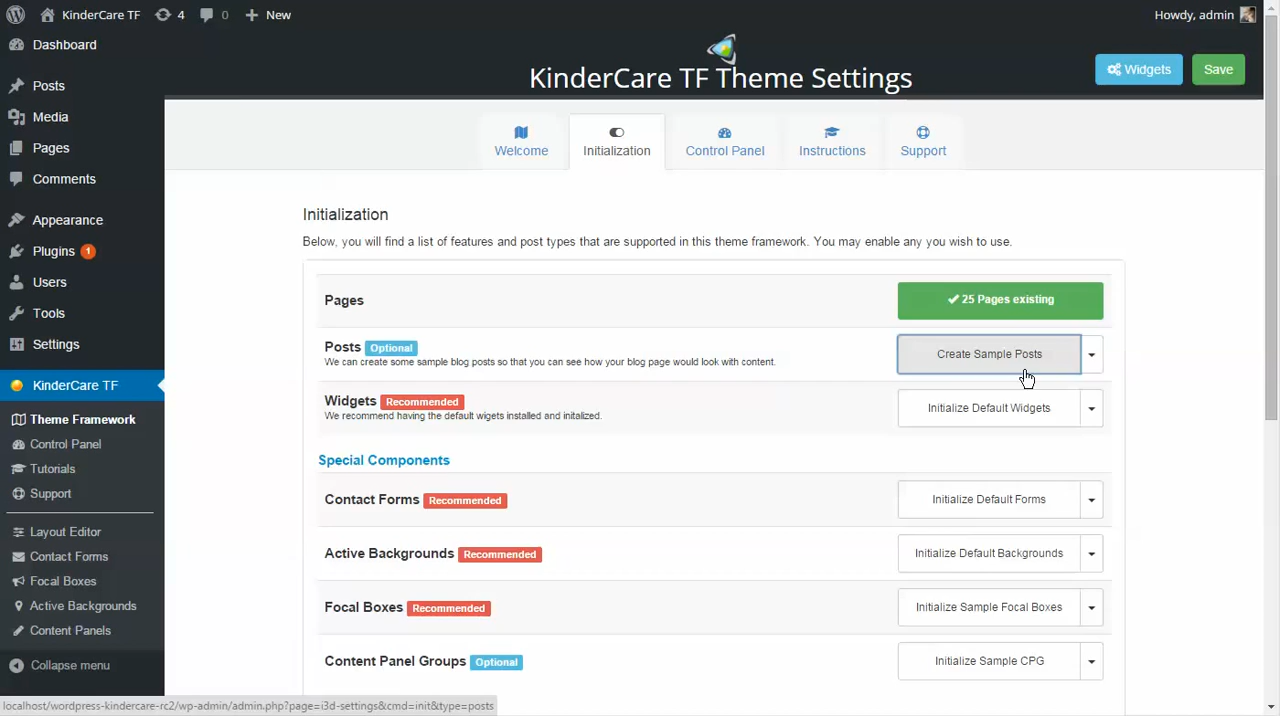 KinderCare TF
4
0
New
Howdy, admin
Dashboard
Posts
Media
Pages
Comments
Appearance
Plugins 1
Users
Tools
Settings
KinderCare TF
Theme Framework
Control Panel
Tutorials
Support
Layout Editor
Contact Forms
Focal Boxes
Active Backgrounds
Content Panels
Collapse menu
KinderCare TF Theme Settings
Widgets
Save
Welcome
Initialization
Control Panel
Instructions
Support
Initialization
Below, you will find a list of features and post types that are supported in this theme framework. You may enable any you wish to use.
Pages
25 Pages existing
Posts Optional
We can create some sample blog posts so that you can see how your blog page would look with content.
Create Sample Posts
Widgets Recommended
We recommend having the default wigets installed and initalized.
Initialize Default Widgets
Special Components
Contact Forms Recommended
Initialize Default Forms
Active Backgrounds Recommended
Initialize Default Backgrounds
Focal Boxes Recommended
Initialize Sample Focal Boxes
Content Panel Groups Optional
Initialize Sample CPG
localhost/wordpress-kindercare-rc2/wp-admin/admin.php?page=i3d-settings&cmd=init&type=posts